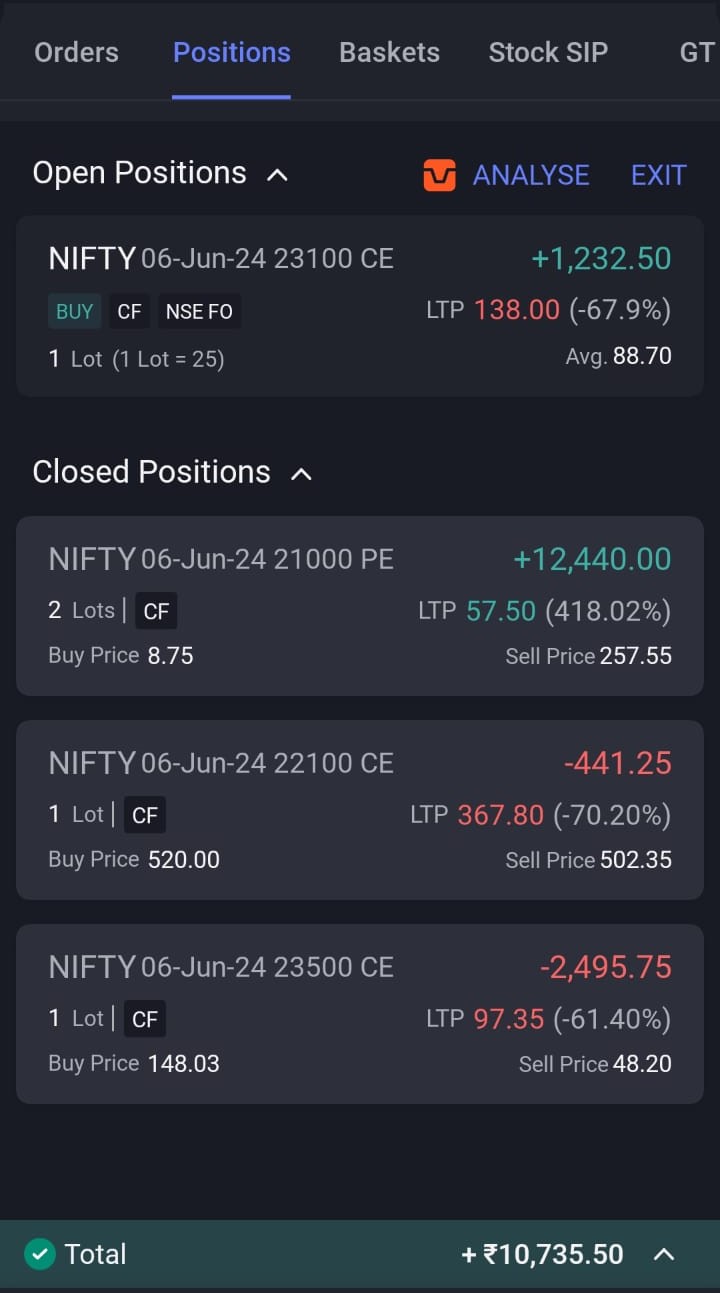 Orders Positions Baskets Stock SIP GT
Open Positions ANALYSE EXIT
NIFTY 06-Jun-24 23100 CE +1,232.50
BUY CF NSE FO LTP 138.00 (-67.9%)
1 Lot (1 Lot = 25) Avg. 88.70
Closed Positions
NIFTY 06-Jun-24 21000 PE +12,440.00
2 Lots | CF LTP 57.50 (418.02%)
Buy Price 8.75 Sell Price 257.55
NIFTY 06-Jun-24 22100 CE -441.25
1 Lot | CF LTP 367.80 (-70.20%)
Buy Price 520.00 Sell Price 502.35
NIFTY 06-Jun-24 23500 CE -2,495.75
1 Lot | CF LTP 97.35 (-61.40%)
Buy Price 148.03 Sell Price 48.20
Total + ₹10,735.50